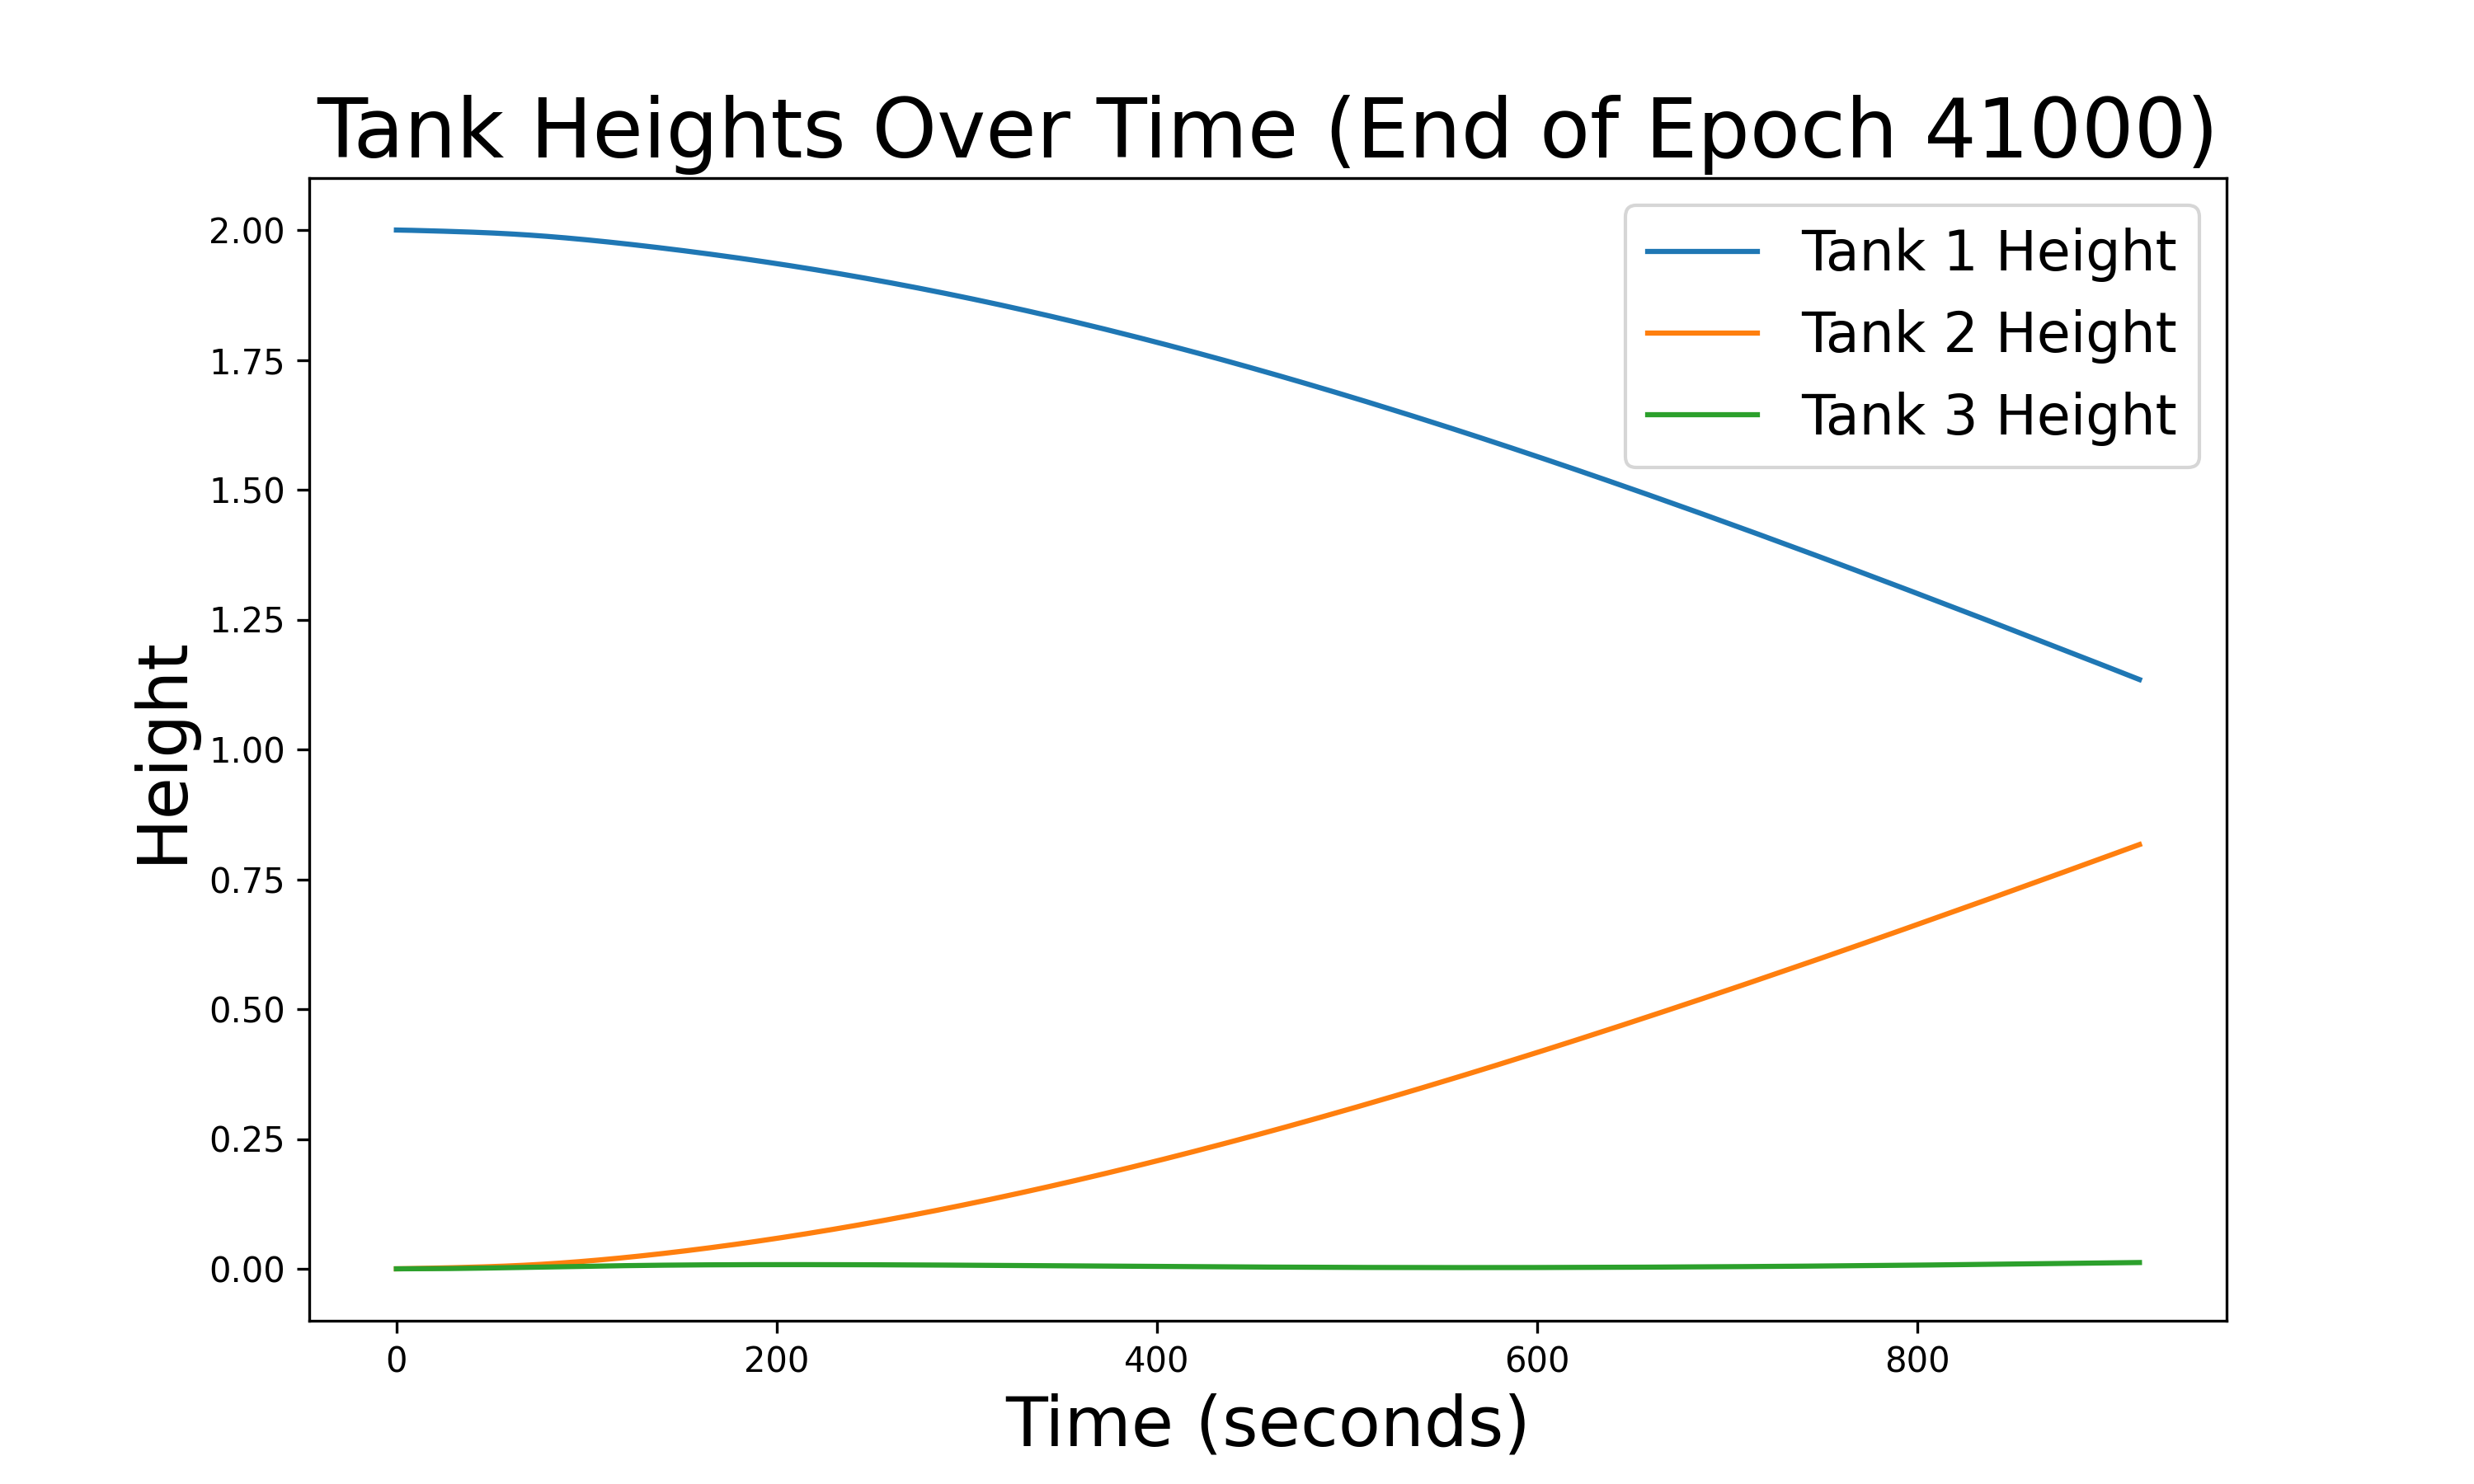 Tank Heights Over Time (End of Epoch 41000)
Tank 1 Height
Tank 2 Height
Tank 3 Height
Height
2.00
1.75
1.50
1.25
1.00
0.75
0.50
0.25
0.00
0 200 400 600 800
Time (seconds)